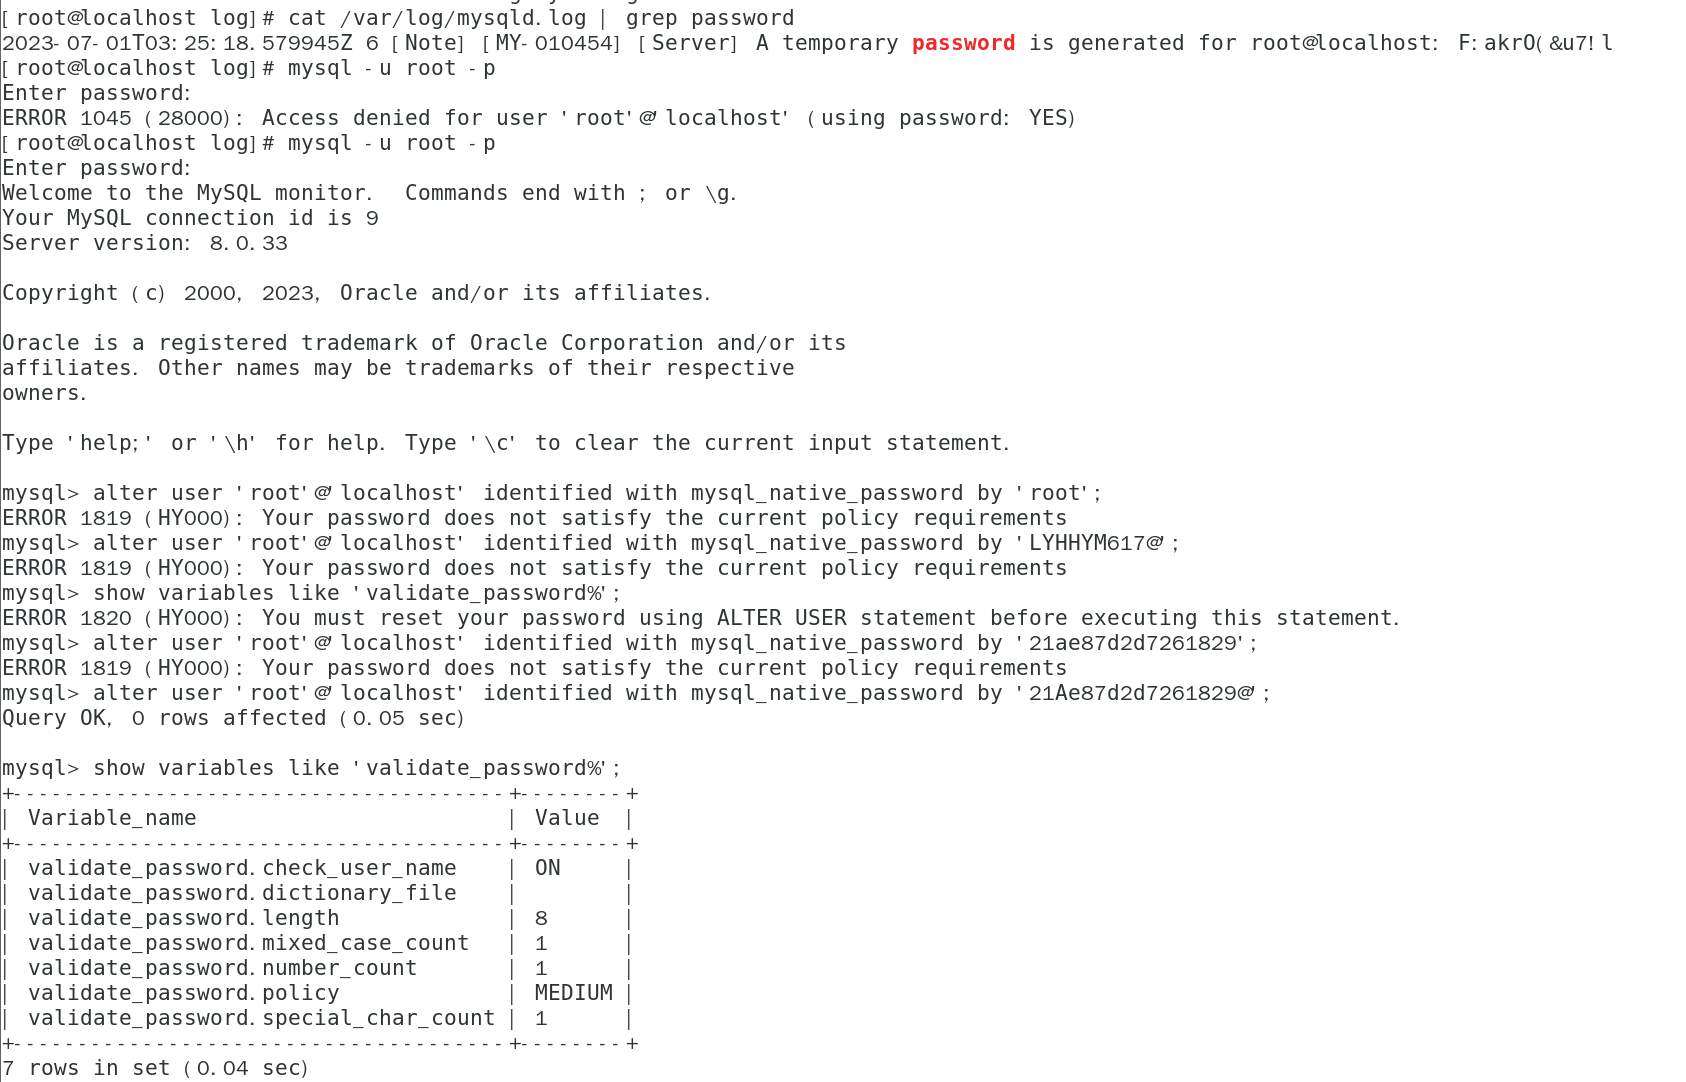 [root@localhost log]# cat /var/log/mysqld.log | grep password
2023-07-01T03:25:18.579945Z 6 [Note] [MY-010454] [Server] A temporary password is generated for root@localhost: F:akrO(&u7!l
[root@localhost log]# mysql -u root -p
Enter password:
ERROR 1045 (28000): Access denied for user 'root'@'localhost' (using password: YES)
[root@localhost log]# mysql -u root -p
Enter password:
Welcome to the MySQL monitor.  Commands end with ; or \g.
Your MySQL connection id is 9
Server version: 8.0.33

Copyright (c) 2000, 2023, Oracle and/or its affiliates.

Oracle is a registered trademark of Oracle Corporation and/or its
affiliates. Other names may be trademarks of their respective
owners.

Type 'help;' or '\h' for help. Type '\c' to clear the current input statement.

mysql> alter user 'root'@'localhost' identified with mysql_native_password by 'root';
ERROR 1819 (HY000): Your password does not satisfy the current policy requirements
mysql> alter user 'root'@'localhost' identified with mysql_native_password by 'LYHHYM617@';
ERROR 1819 (HY000): Your password does not satisfy the current policy requirements
mysql> show variables like 'validate_password%';
ERROR 1820 (HY000): You must reset your password using ALTER USER statement before executing this statement.
mysql> alter user 'root'@'localhost' identified with mysql_native_password by '21ae87d2d7261829';
ERROR 1819 (HY000): Your password does not satisfy the current policy requirements
mysql> alter user 'root'@'localhost' identified with mysql_native_password by '21Ae87d2d7261829@';
Query OK, 0 rows affected (0.05 sec)

mysql> show variables like 'validate_password%';
+--------------------------------------+--------+
| Variable_name                        | Value  |
+--------------------------------------+--------+
| validate_password.check_user_name    | ON     |
| validate_password.dictionary_file    |        |
| validate_password.length             | 8      |
| validate_password.mixed_case_count   | 1      |
| validate_password.number_count       | 1      |
| validate_password.policy             | MEDIUM |
| validate_password.special_char_count | 1      |
+--------------------------------------+--------+
7 rows in set (0.04 sec)